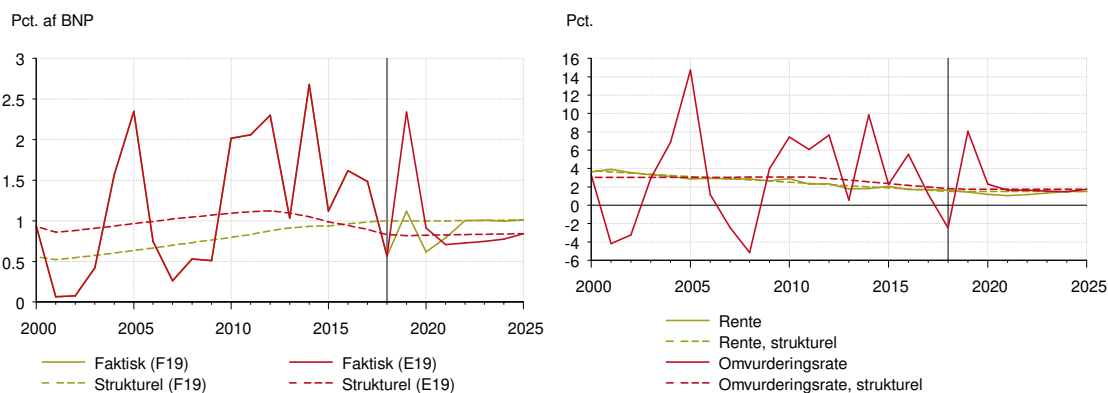 Pct. af BNP
3
2.5
2
1.5
1
0.5
0
2000 2005 2010 2015 2020 2025
Faktisk (F19) Faktisk (E19)
Strukturel (F19) Strukturel (E19)
Pct.
16
14
12
10
8
6
4
2
0
-2
-4
-6
2000 2005 2010 2015 2020 2025
Rente
Rente, strukturel
Omvurderingsrate
Omvurderingsrate, strukturel